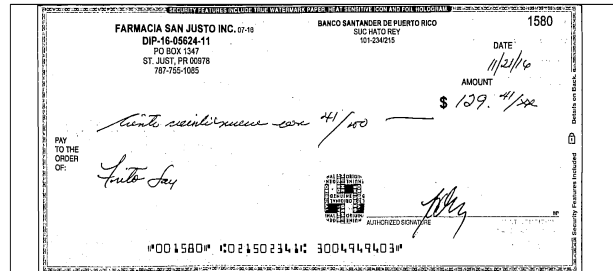 SECURITY FEATURES INCLUDE TRUE WATERMARK PAPER, HEAT SENSITIVE ICON AND FOIL HOLOGRAM.
FARMACIA SAN JUSTO INC. 07-16
DIP-16-05624-11
PO BOX 1347
ST. JUST, PR 00978
787-755-1085
BANCO SANTANDER DE PUERTO RICO
SUC HATO REY
101-234/215
1580
DATE
11/21/16
AMOUNT
$ 129. 41/xx
Ciento veintinueve con 41/100
PAY
TO THE
ORDER
OF:
Frito Lay
AUTHORIZED SIGNATURE
MP
⑈001580⑈ ⑆021502341⑆ 3004949403⑈
Security Features Included
Details on Back.